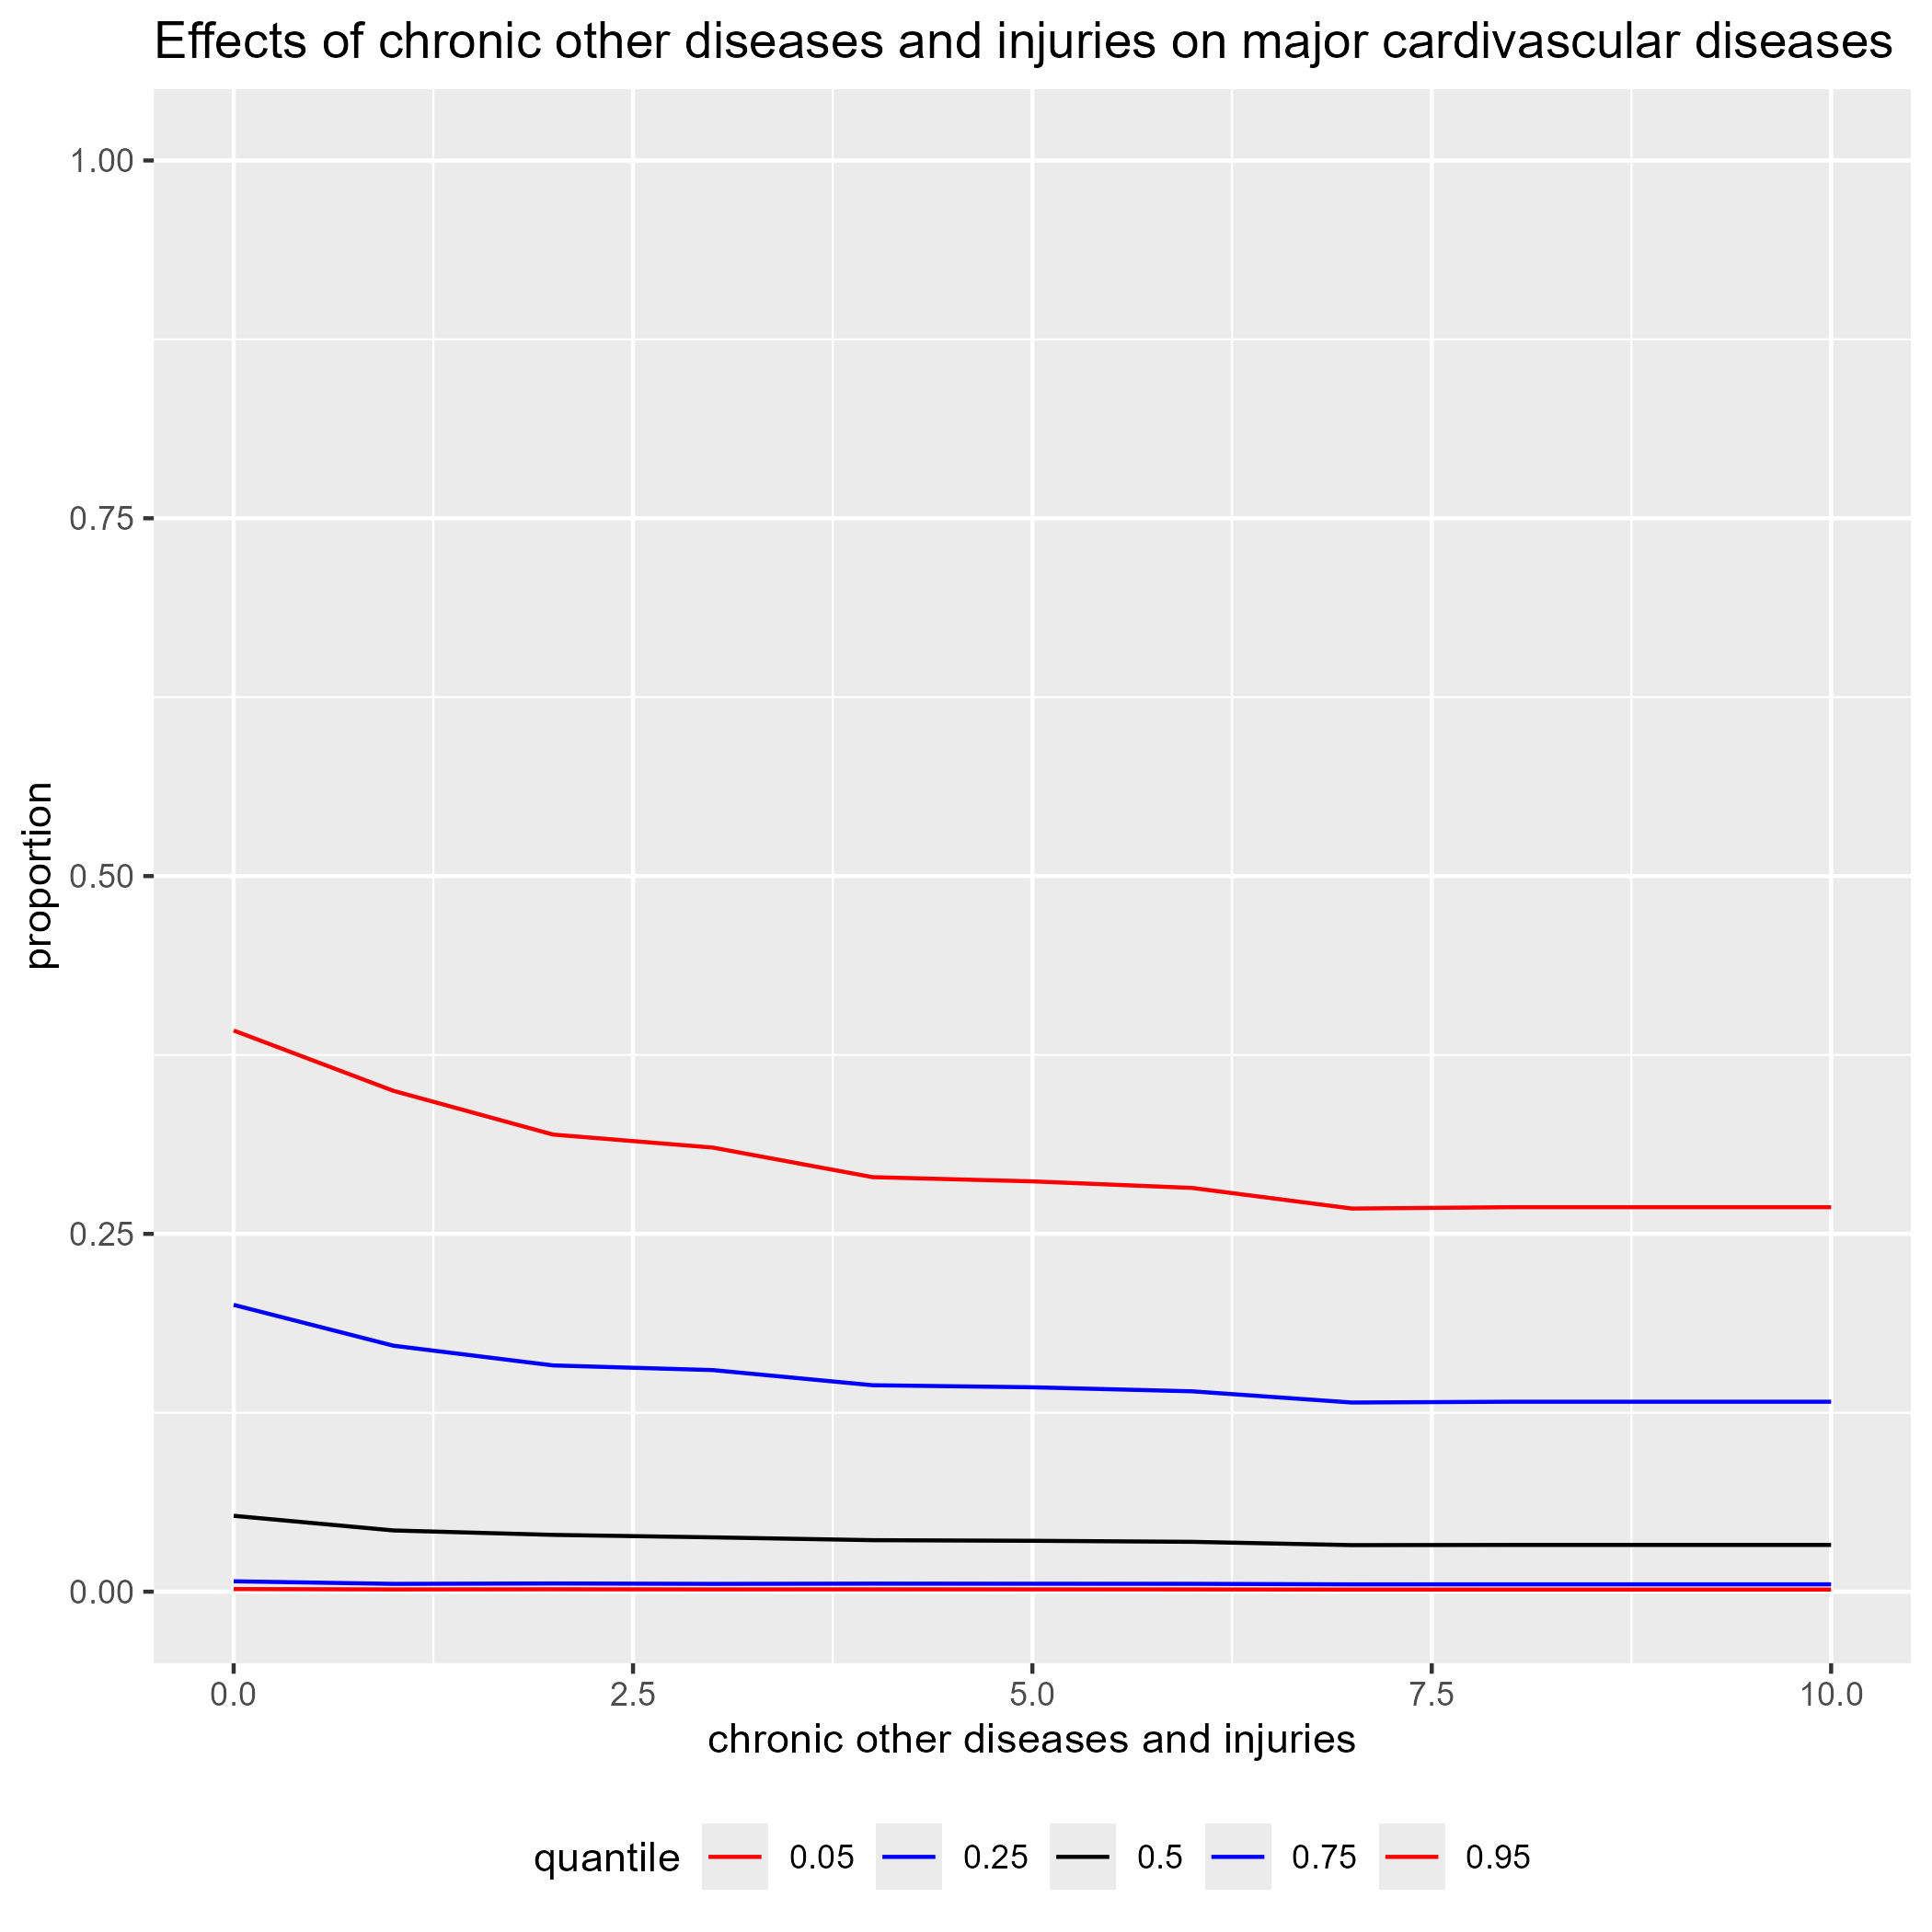 Effects of chronic other diseases and injuries on major cardivascular diseases
1.00
0.75
0.50
0.25
0.00
proportion
0.0 2.5 5.0 7.5 10.0
chronic other diseases and injuries
quantile 0.05 0.25 0.5 0.75 0.95